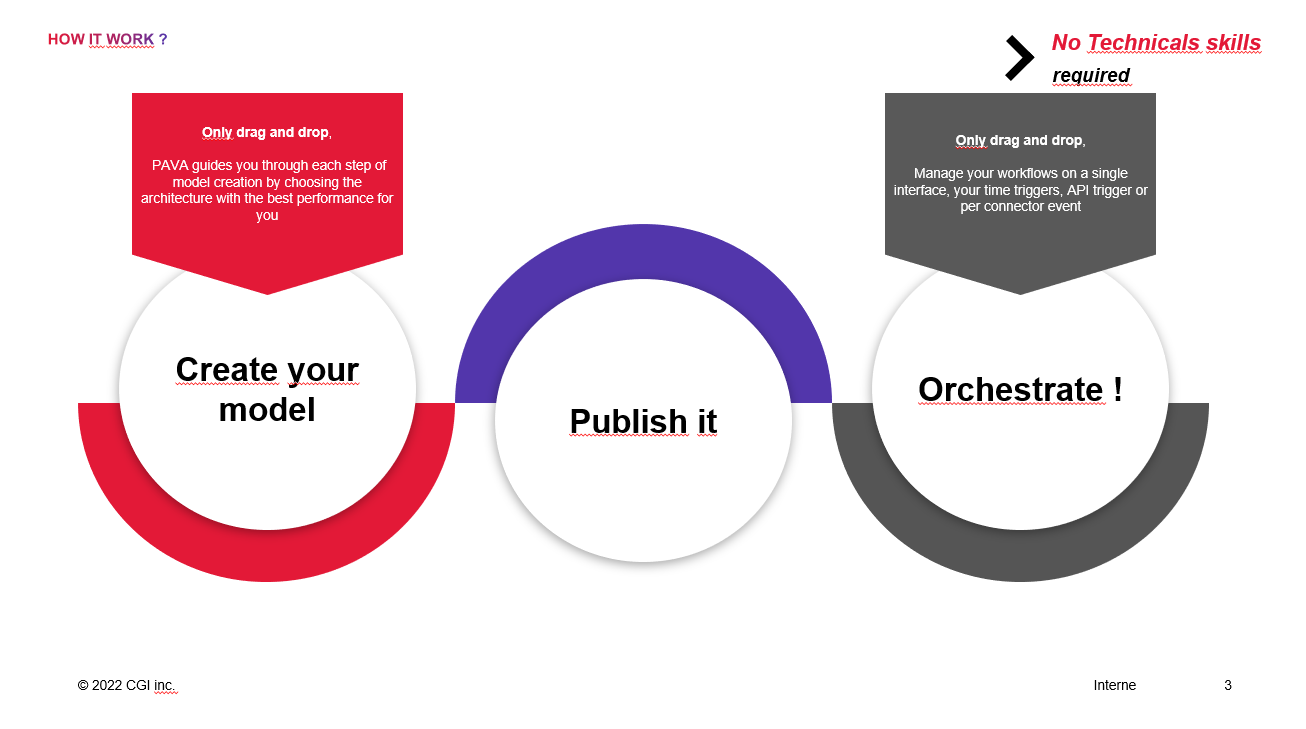 HOW IT WORK ?
No Technicals skills
required
Only drag and drop,
PAVA guides you through each step of
model creation by choosing the
architecture with the best performance for
you
Only drag and drop,
Manage your workflows on a single
interface, your time triggers, API trigger or
per connector event
Create your
model
Publish it
Orchestrate !
© 2022 CGI inc.
Interne
3